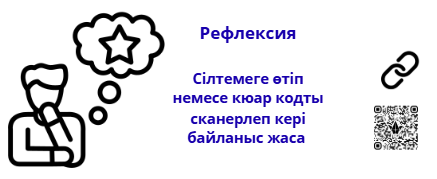 Рефлексия
Сілтемеге өтіп
немесе кюар кодты
сканерлеп кері
байланыс жаса